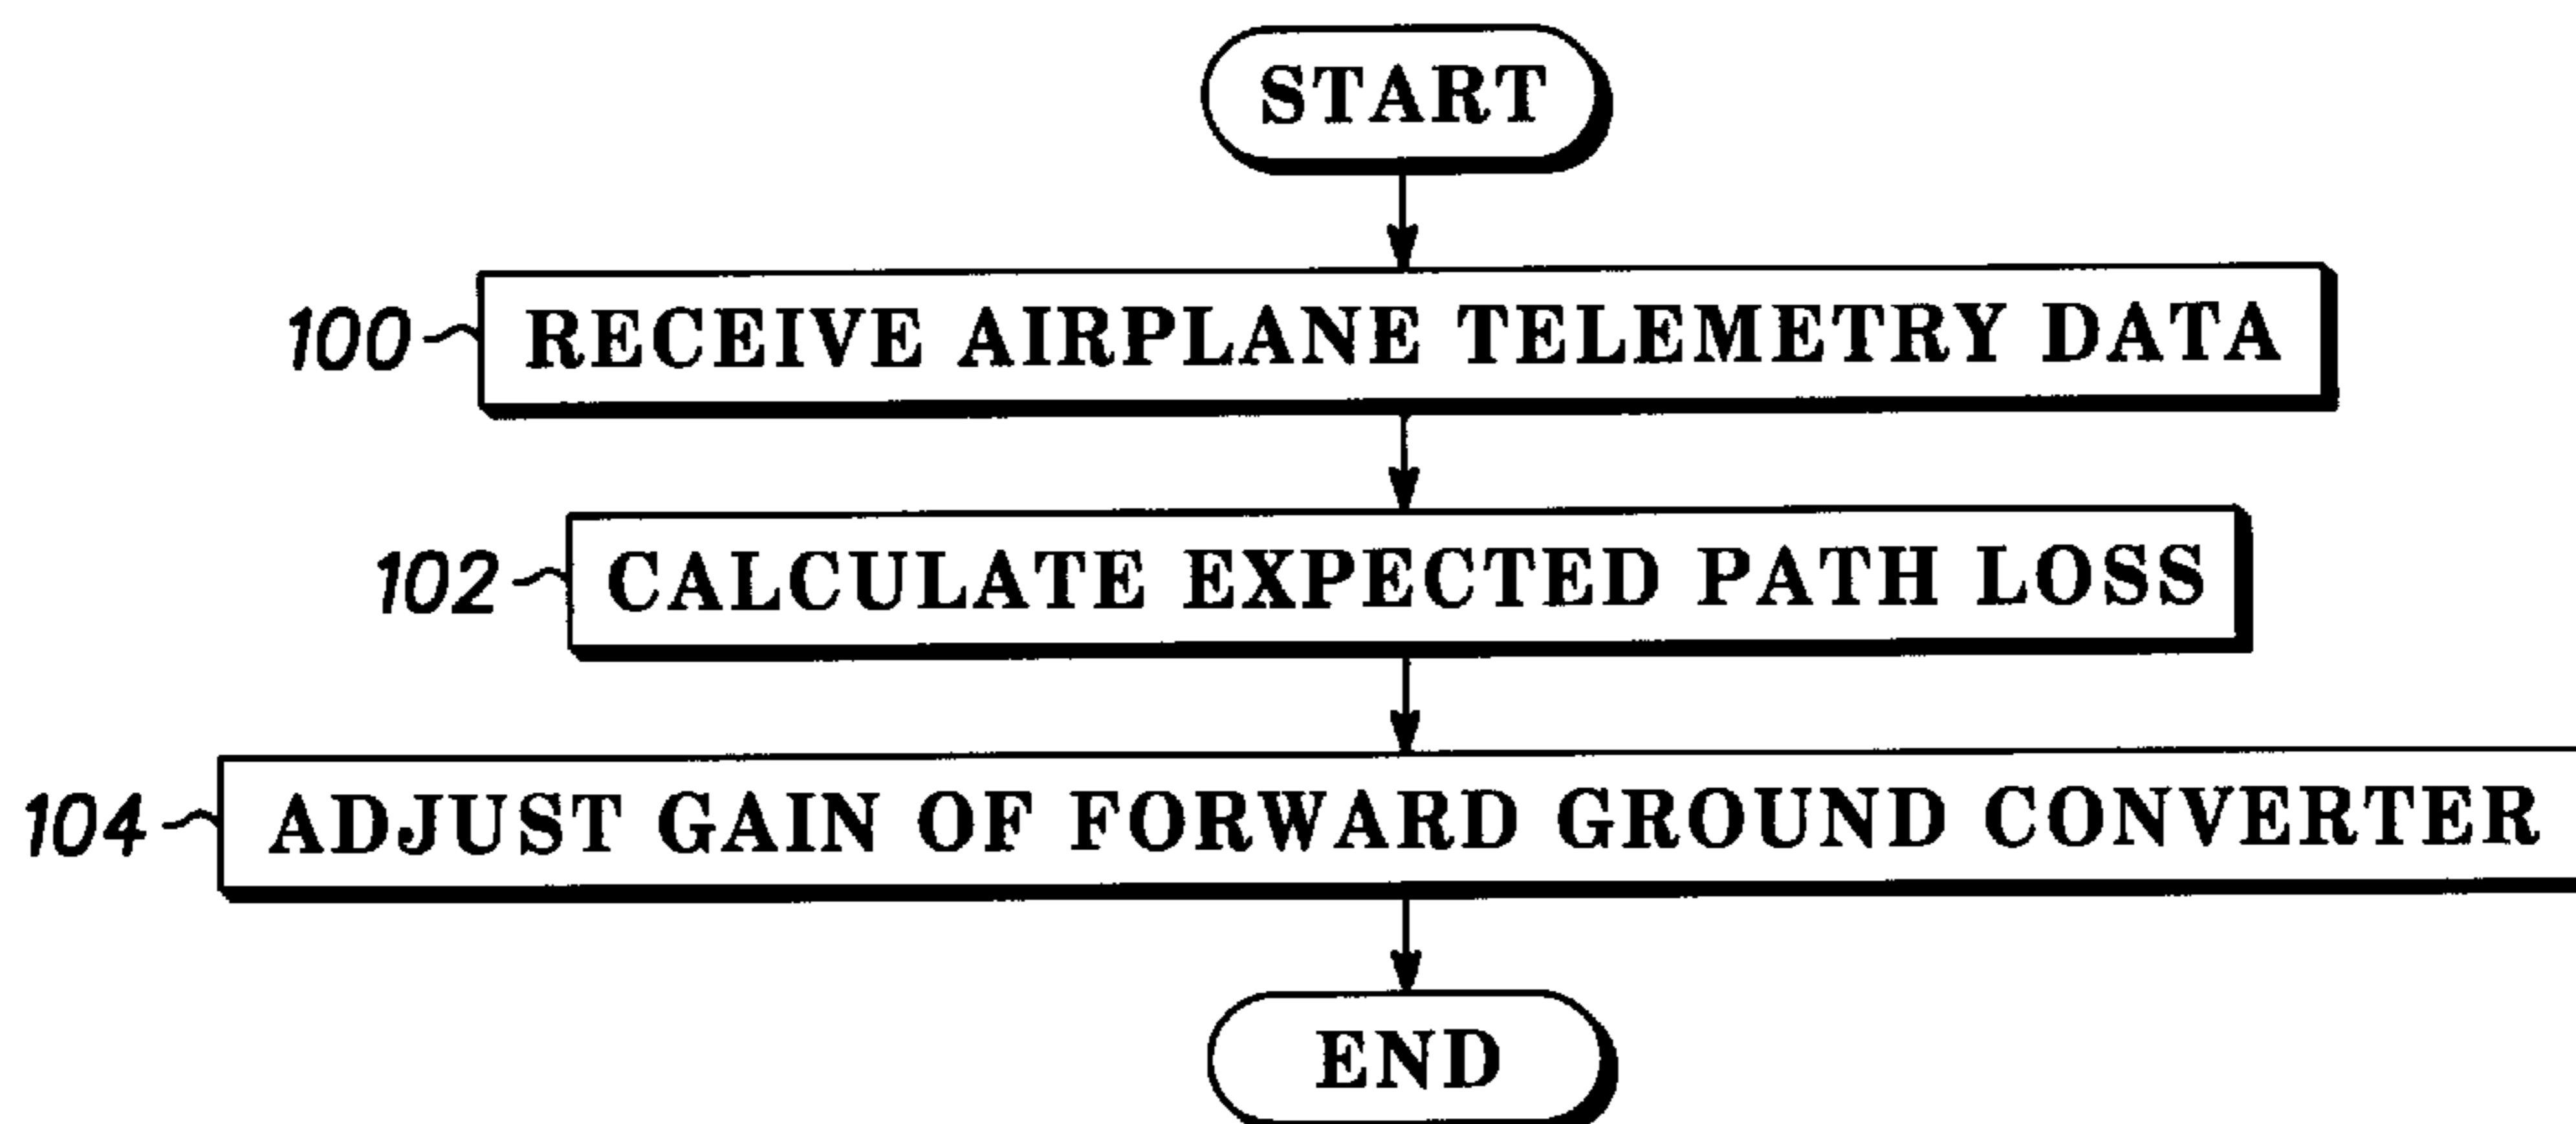 START
100 RECEIVE AIRPLANE TELEMETRY DATA
102 CALCULATE EXPECTED PATH LOSS
104 ADJUST GAIN OF FORWARD GROUND CONVERTER
END